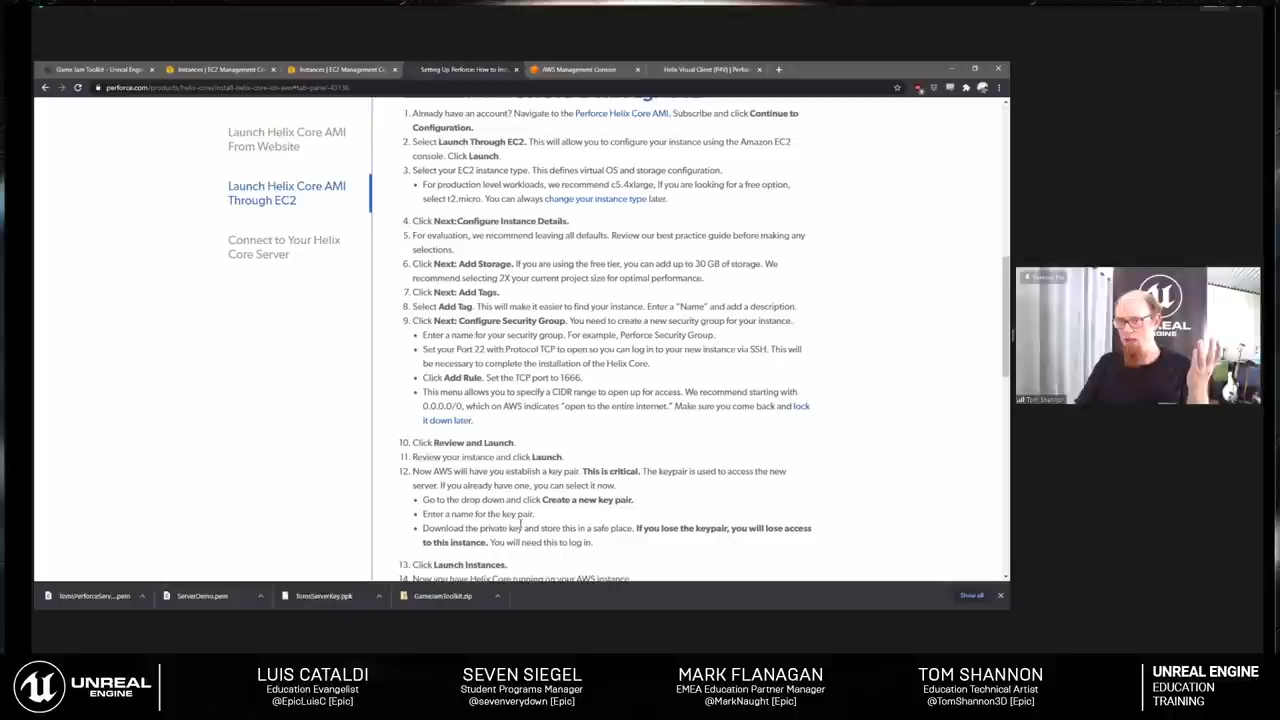 Game Jam Toolkit - Unreal Engi
Instances | EC2 Management Co
Instances | EC2 Management Co
Setting Up Perforce: How to Inst
AWS Management Console
Helix Visual Client (P4V) | Perfo
perforce.com/products/helix-core/install-helix-core-on-aws#tab-panel-43136
Launch Helix Core AMI
From Website
Launch Helix Core AMI
Through EC2
Connect to Your Helix
Core Server
1. Already have an account? Navigate to the Perforce Helix Core AMI. Subscribe and click Continue to
Configuration.
2. Select Launch Through EC2. This will allow you to configure your instance using the Amazon EC2
console. Click Launch.
3. Select your EC2 instance type. This defines virtual OS and storage configuration.
• For production level workloads, we recommend c5.4xlarge, If you are looking for a free option,
select t2.micro. You can always change your instance type later.
4. Click Next:Configure Instance Details.
5. For evaluation, we recommend leaving all defaults. Review our best practice guide before making any
selections.
6. Click Next: Add Storage. If you are using the free tier, you can add up to 30 GB of storage. We
recommend selecting 2X your current project size for optimal performance.
7. Click Next: Add Tags.
8. Select Add Tag. This will make it easier to find your instance. Enter a "Name" and add a description.
9. Click Next: Configure Security Group. You need to create a new security group for your instance.
• Enter a name for your security group. For example, Perforce Security Group.
• Set your Port 22 with Protocol TCP to open so you can log in to your new instance via SSH. This will
be necessary to complete the installation of the Helix Core.
• Click Add Rule. Set the TCP port to 1666.
• This menu allows you to specify a CIDR range to open up for access. We recommend starting with
0.0.0.0/0, which on AWS indicates "open to the entire internet." Make sure you come back and lock
it down later.
10. Click Review and Launch.
11. Review your instance and click Launch.
12. Now AWS will have you establish a key pair. This is critical. The keypair is used to access the new
server. If you already have one, you can select it now.
• Go to the drop down and click Create a new key pair.
• Enter a name for the key pair.
• Download the private key and store this in a safe place. If you lose the keypair, you will lose access
to this instance. You will need this to log in.
13. Click Launch Instances.
14. Now you have Helix Core running on your AWS instance.
TomsPerforceServ....pem
ServerDemo.pem
TomsServerKey.ppk
GameJamToolkit.zip
Show all
UNREAL
ENGINE
Tom Shannon
UNREAL
ENGINE
LUIS CATALDI
Education Evangelist
@EpicLuisC [Epic]
SEVEN SIEGEL
Student Programs Manager
@sevenverydown [Epic]
MARK FLANAGAN
EMEA Education Partner Manager
@MarkNaught [Epic]
TOM SHANNON
Education Technical Artist
@TomShannon3D [Epic]
UNREAL ENGINE
EDUCATION
TRAINING